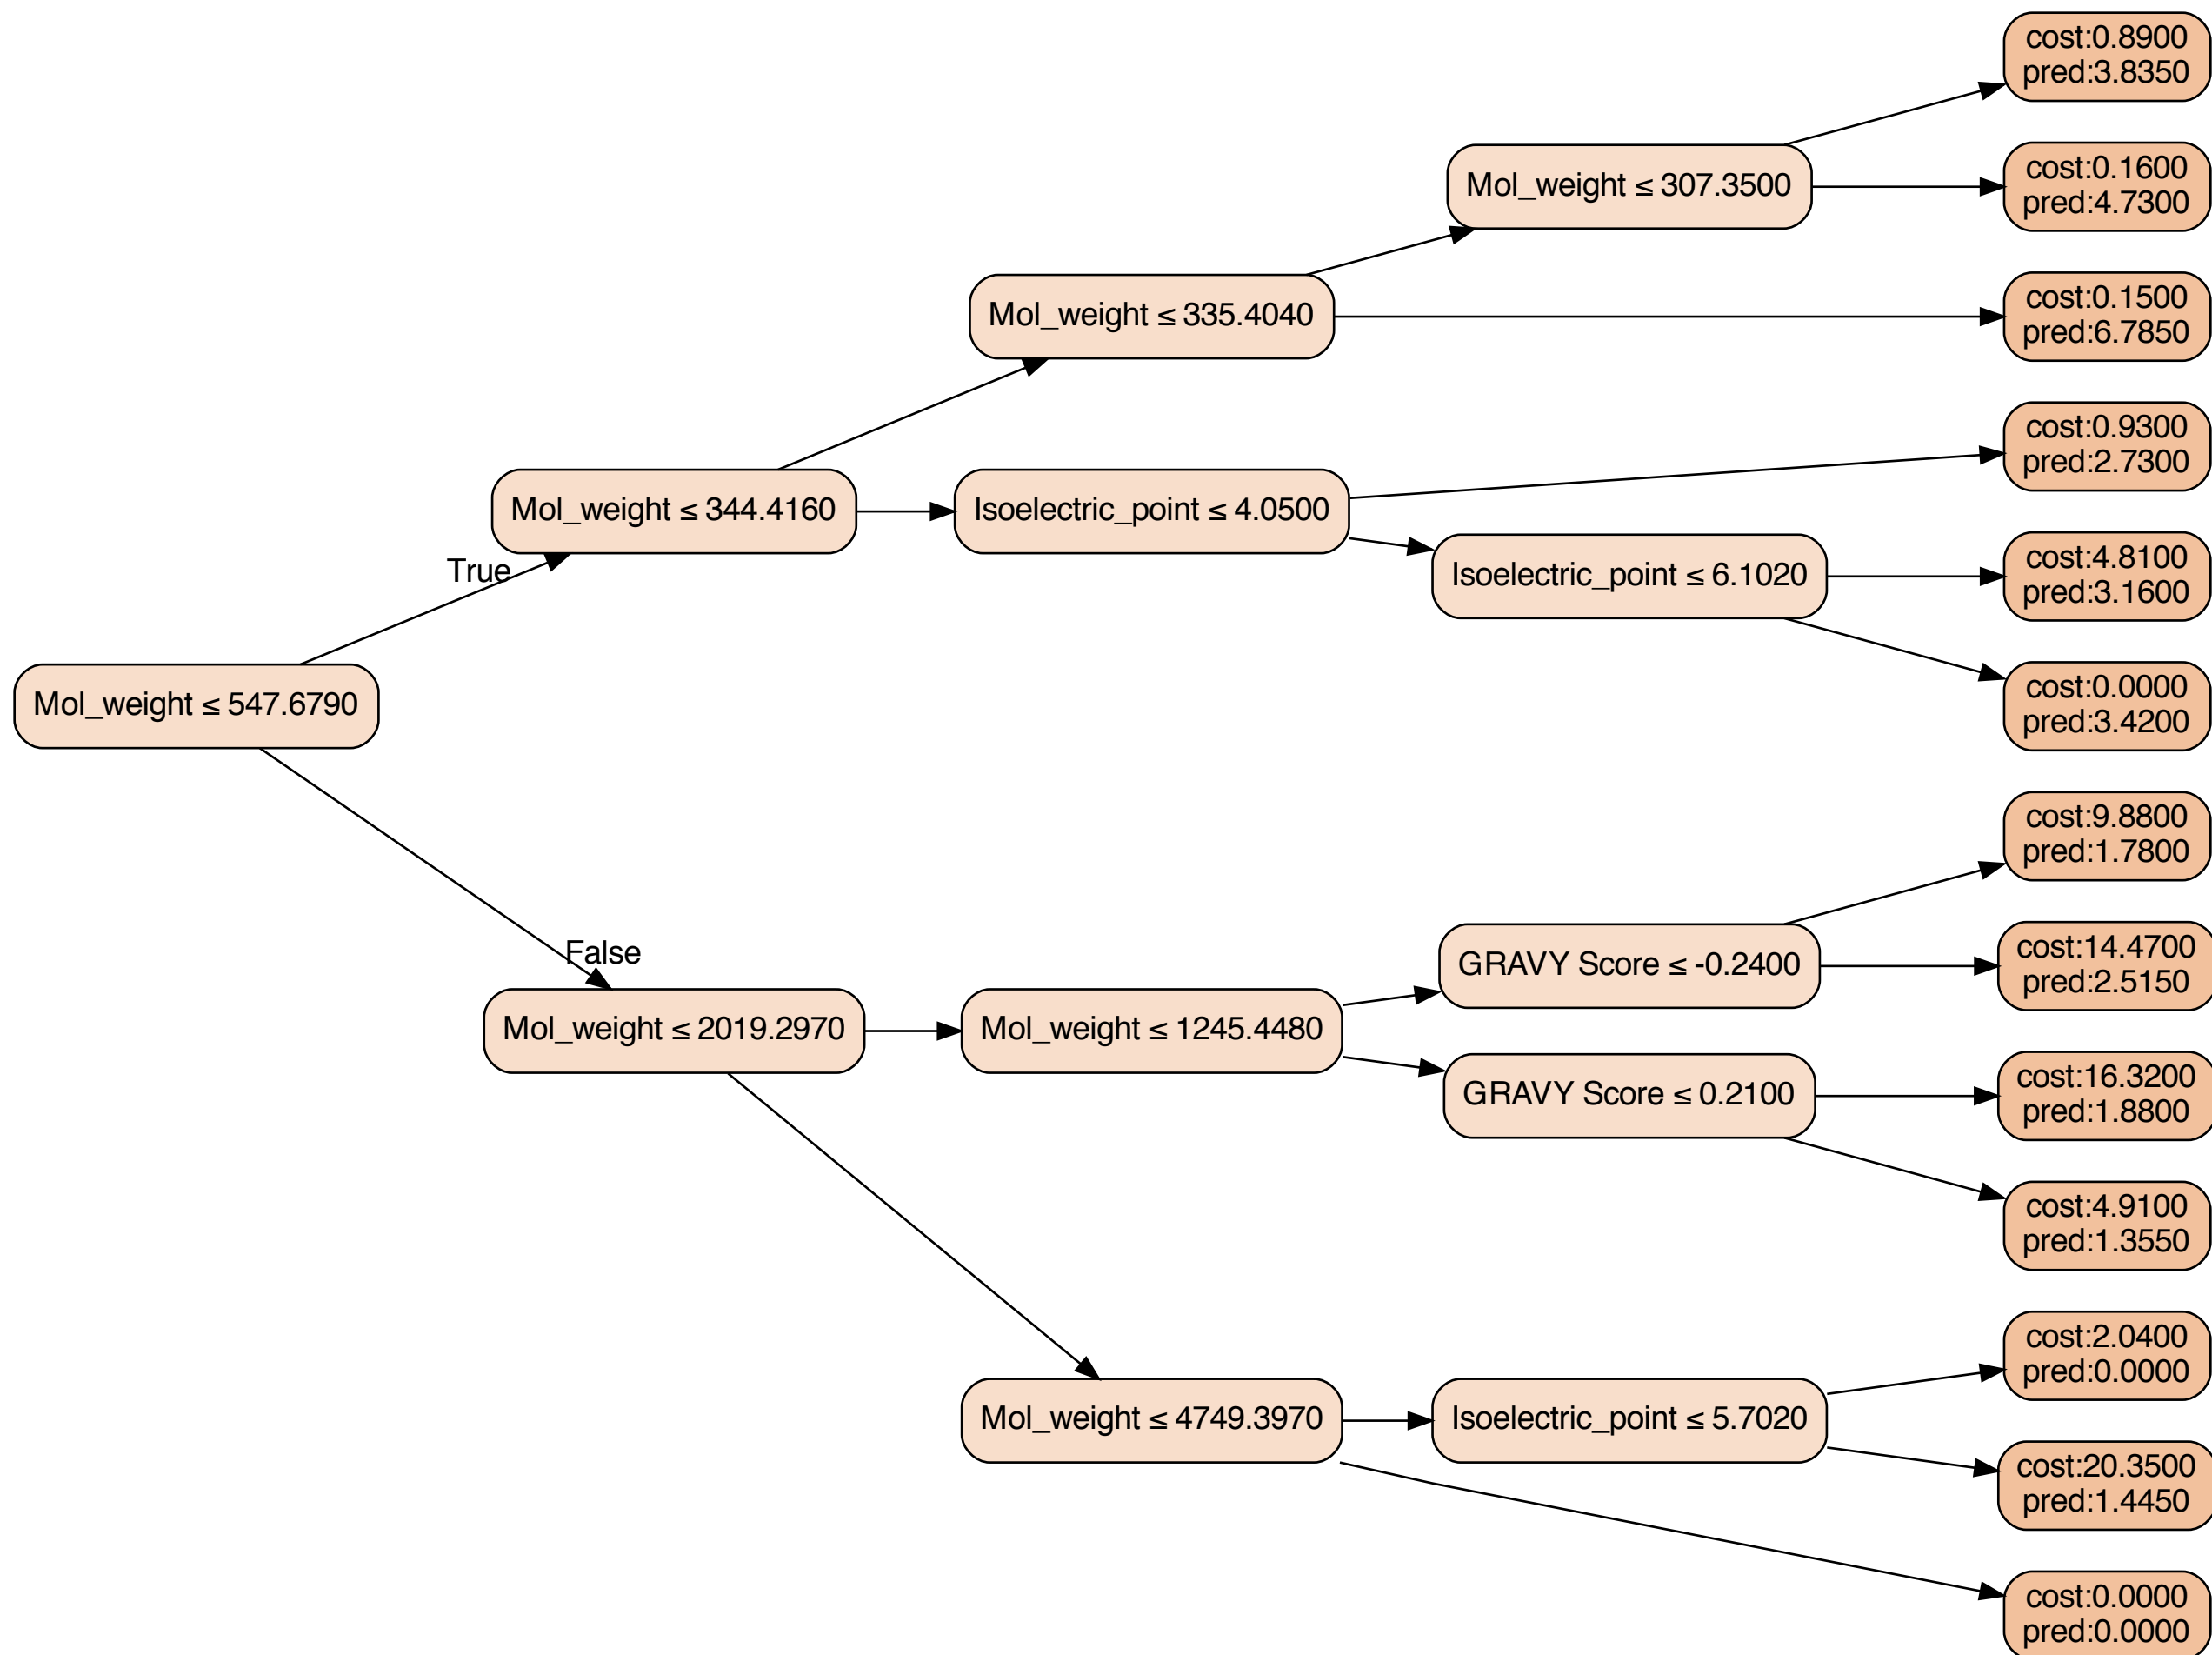 cost:0.8900
pred:3.8350
cost:0.1600
pred:4.7300
Mol_weight ≤ 307.3500
cost:0.1500
pred:6.7850
Mol_weight ≤ 335.4040
cost:0.9300
pred:2.7300
Mol_weight ≤ 344.4160
Isoelectric_point ≤ 4.0500
True
Isoelectric_point ≤ 6.1020
cost:4.8100
pred:3.1600
Mol_weight ≤ 547.6790
cost:0.0000
pred:3.4200
cost:9.8800
pred:1.7800
False
GRAVY Score ≤ -0.2400
cost:14.4700
pred:2.5150
Mol_weight ≤ 2019.2970
Mol_weight ≤ 1245.4480
GRAVY Score ≤ 0.2100
cost:16.3200
pred:1.8800
cost:4.9100
pred:1.3550
cost:2.0400
pred:0.0000
Mol_weight ≤ 4749.3970
Isoelectric_point ≤ 5.7020
cost:20.3500
pred:1.4450
cost:0.0000
pred:0.0000